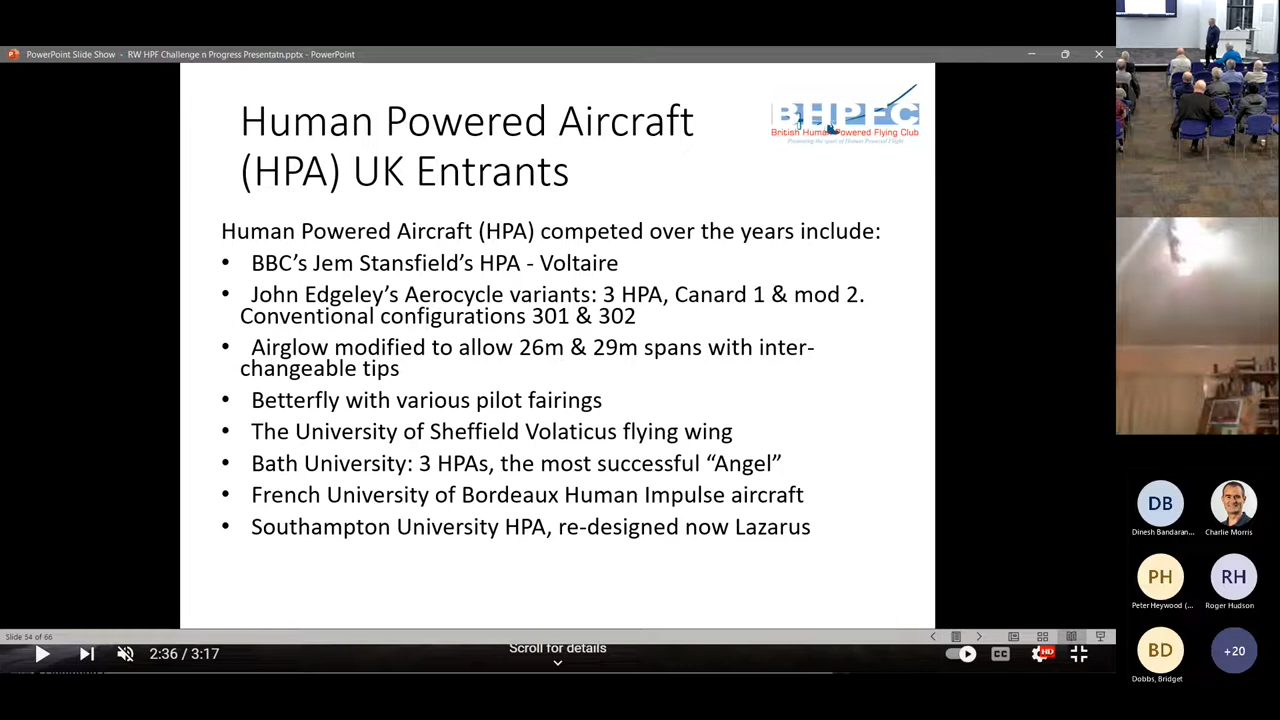 PowerPoint Slide Show - RW HPF Challenge n Progress Presentatn.pptx - PowerPoint
Human Powered Aircraft
(HPA) UK Entrants
BHPFC
British Human Powered Flying Club
Promoting the sport of Human Powered Flight
Human Powered Aircraft (HPA) competed over the years include:
• BBC's Jem Stansfield's HPA - Voltaire
• John Edgeley's Aerocycle variants: 3 HPA, Canard 1 & mod 2.
Conventional configurations 301 & 302
• Airglow modified to allow 26m & 29m spans with inter-
changeable tips
• Betterfly with various pilot fairings
• The University of Sheffield Volaticus flying wing
• Bath University: 3 HPAs, the most successful “Angel”
• French University of Bordeaux Human Impulse aircraft
• Southampton University HPA, re-designed now Lazarus
Slide 54 of 66
2:36 / 3:17
Scroll for details
CC
HD
DB
Dinesh Bandaran...
Charlie Morris
PH
Peter Heywood (...
RH
Roger Hudson
BD
Dobbs, Bridget
+20